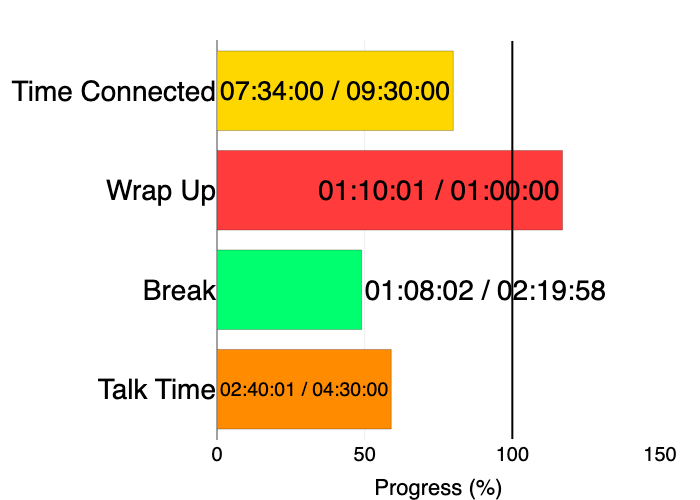 Time Connected 07:34:00 / 09:30:00
Wrap Up 01:10:01 / 01:00:00
Break 01:08:02 / 02:19:58
Talk Time 02:40:01 / 04:30:00
0 50 100 150
Progress (%)